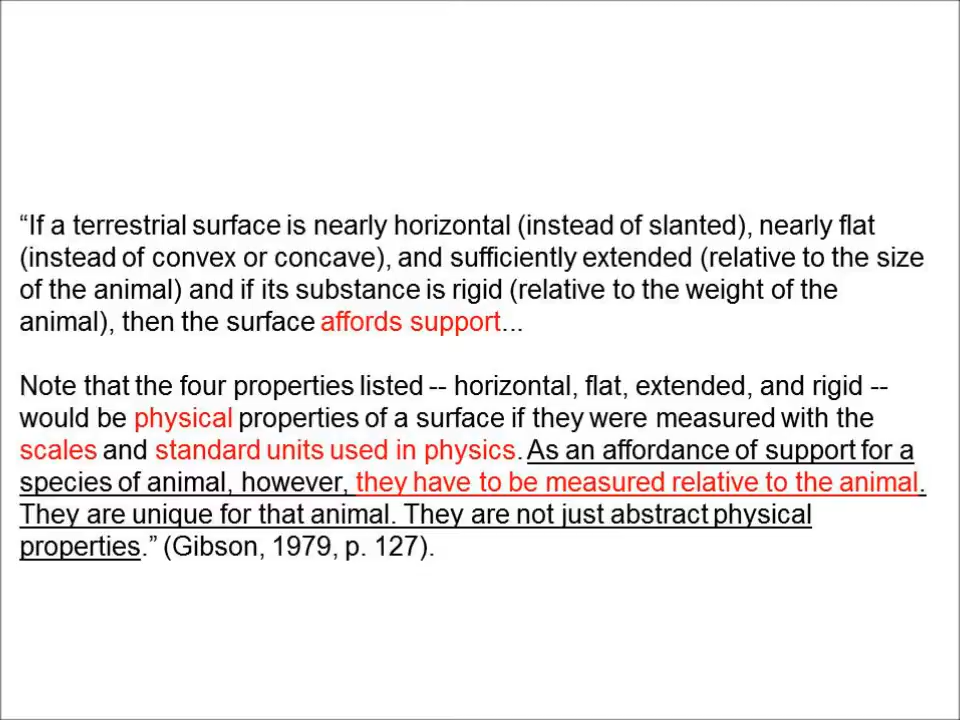 “If a terrestrial surface is nearly horizontal (instead of slanted), nearly flat
(instead of convex or concave), and sufficiently extended (relative to the size
of the animal) and if its substance is rigid (relative to the weight of the
animal), then the surface affords support...
Note that the four properties listed -- horizontal, flat, extended, and rigid --
would be physical properties of a surface if they were measured with the
scales and standard units used in physics. As an affordance of support for a
species of animal, however, they have to be measured relative to the animal.
They are unique for that animal. They are not just abstract physical
properties.” (Gibson, 1979, p. 127).